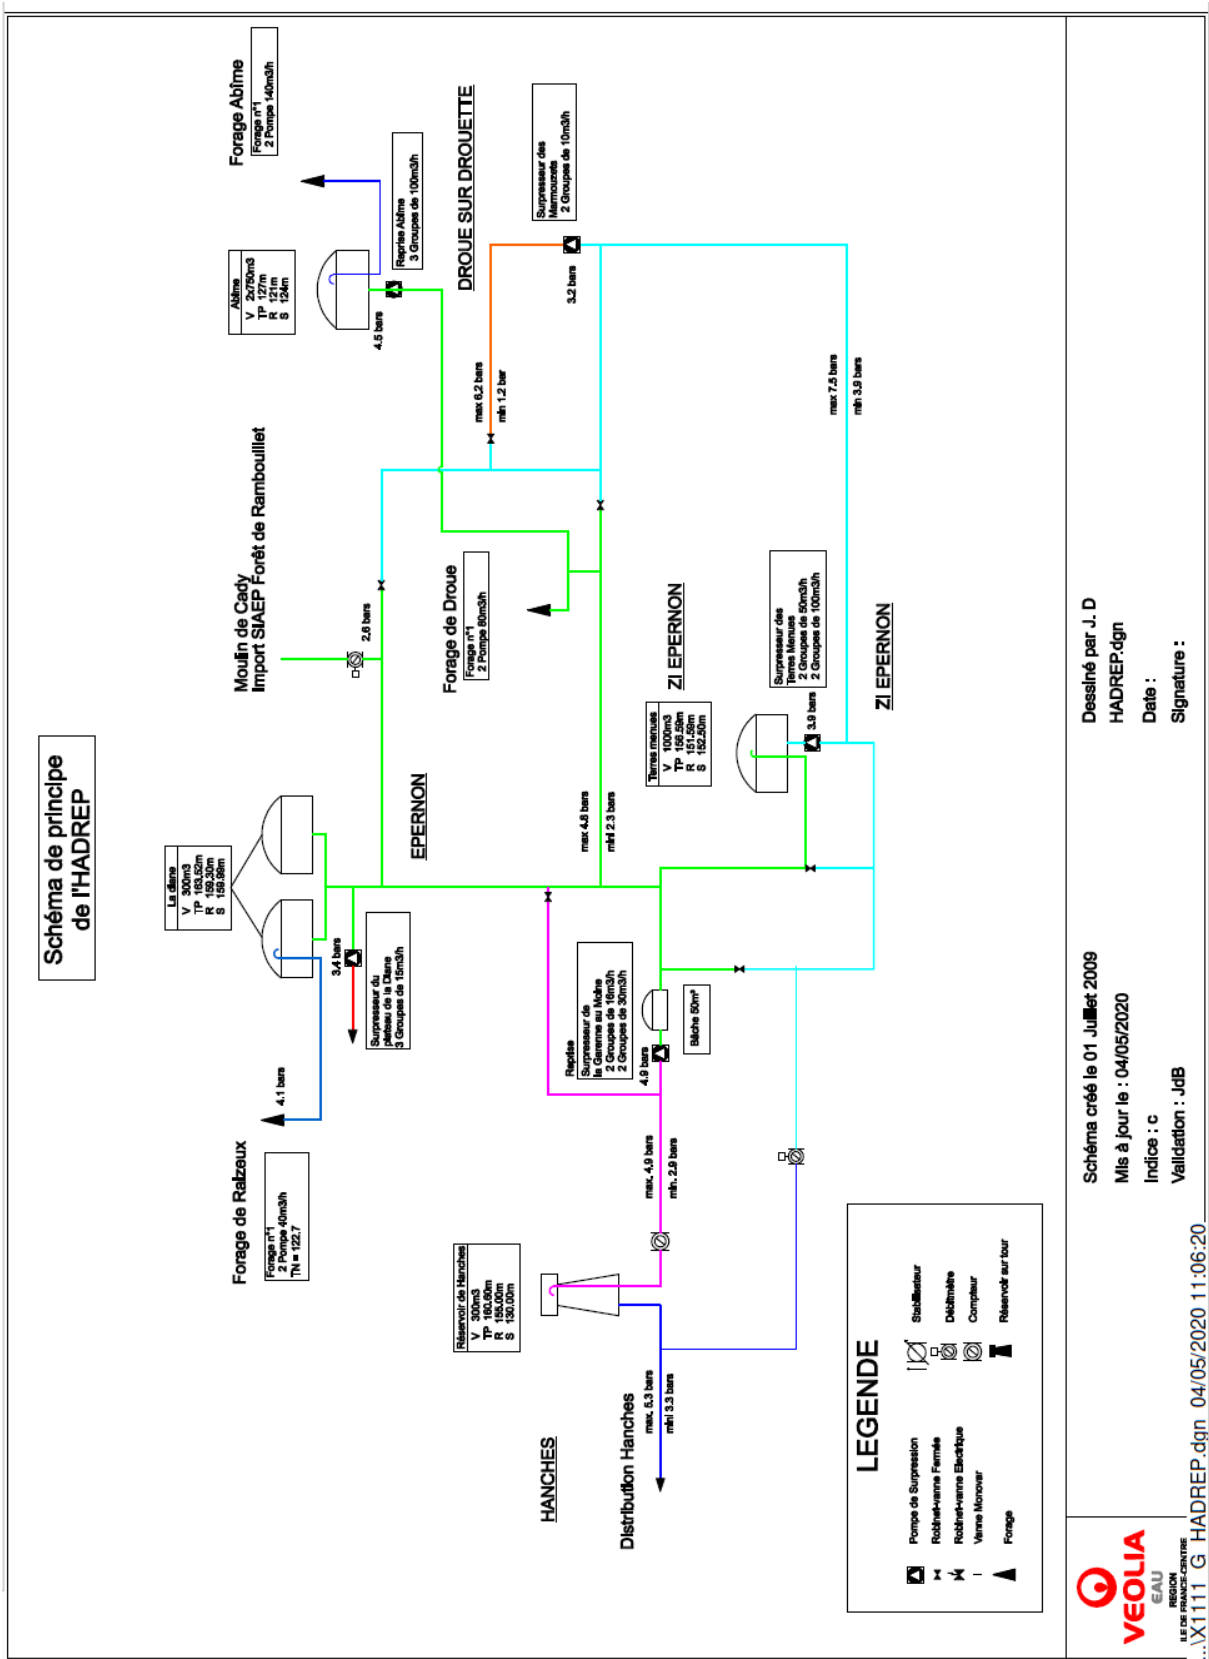 Schéma de principe
de l'HADREP
Forage de Raizeux
Forage n°1
2 Pompe 40m3/h
TN = 122.7
4.1 bars
La diane
V 300m3
TP 163,52m
R 159,30m
S 159.99m
3.4 bars
Surpresseur du
plateau de la Diane
3 Groupes de 15m3/h
EPERNON
Moulin de Cady
Import SIAEP Forêt de Rambouillet
2,6 bars
Abîme
V 2x750m3
TP 127m
R 121m
S 124m
Forage Abîme
Forage n°1
2 Pompe 140m3/h
4.5 bars
Reprise Abîme
3 Groupes de 100m3/h
DROUE SUR DROUETTE
Forage de Droue
Forage n°1
2 Pompe 80m3/h
max 6,2 bars
min 1.2 bar
3.2 bars
Surpresseur des
Marmouzets
2 Groupes de 10m3/h
Réservoir de Hanches
V 300m3
TP 160.60m
R 155.00m
S 130.00m
HANCHES
Distribution Hanches
max. 5.3 bars
mini 3.3 bars
max. 4.9 bars
min. 2.9 bars
Reprise
Surpresseur de
la Garenne au Moine
2 Groupes de 16m3/h
2 Groupes de 30m3/h
4.9 bars
Bâche 50m³
max 4.8 bars
mini 2.3 bars
ZI EPERNON
Terres menues
V 1000m3
TP 156.59m
R 151.59m
S 152.50m
Surpresseur des
Terres Menues
2 Groupes de 50m3/h
2 Groupes de 100m3/h
3.9 bars
max 7.5 bars
min 3.9 bars
ZI EPERNON
LEGENDE
Pompe de Surpression
Robinet-vanne Fermée
Robinet-vanne Electrique
Vanne Monovar
Forage
Stabilisateur
Débitmètre
Compteur
Réservoir sur tour
VEOLIA
EAU
REGION
ILE DE FRANCE-CENTRE
Schéma créé le 01 Juillet 2009
Mis à jour le : 04/05/2020
Indice : c
Validation : JdB
Dessiné par J. D
HADREP.dgn
Date :
Signature :
...\X1111_G_HADREP.dgn 04/05/2020 11:06:20